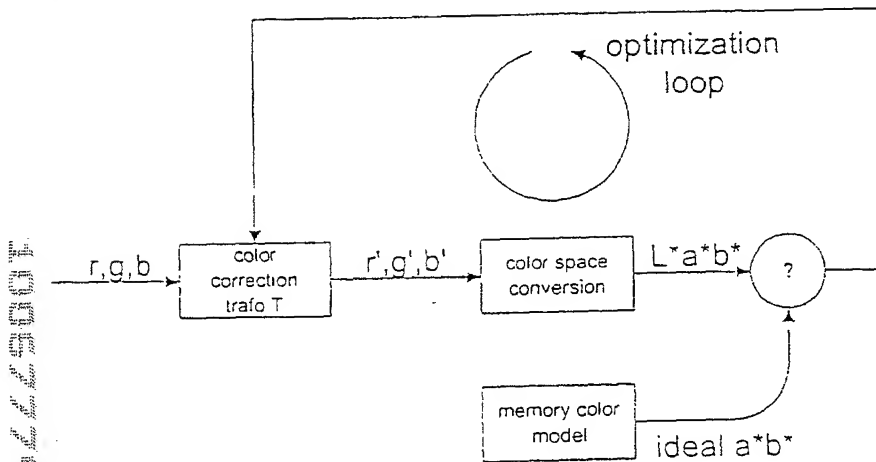 optimization
loop
r,g,b
color
correction
trafo T
r',g',b'
color space
conversion
L*a*b*
?
memory color
model
ideal a*b*